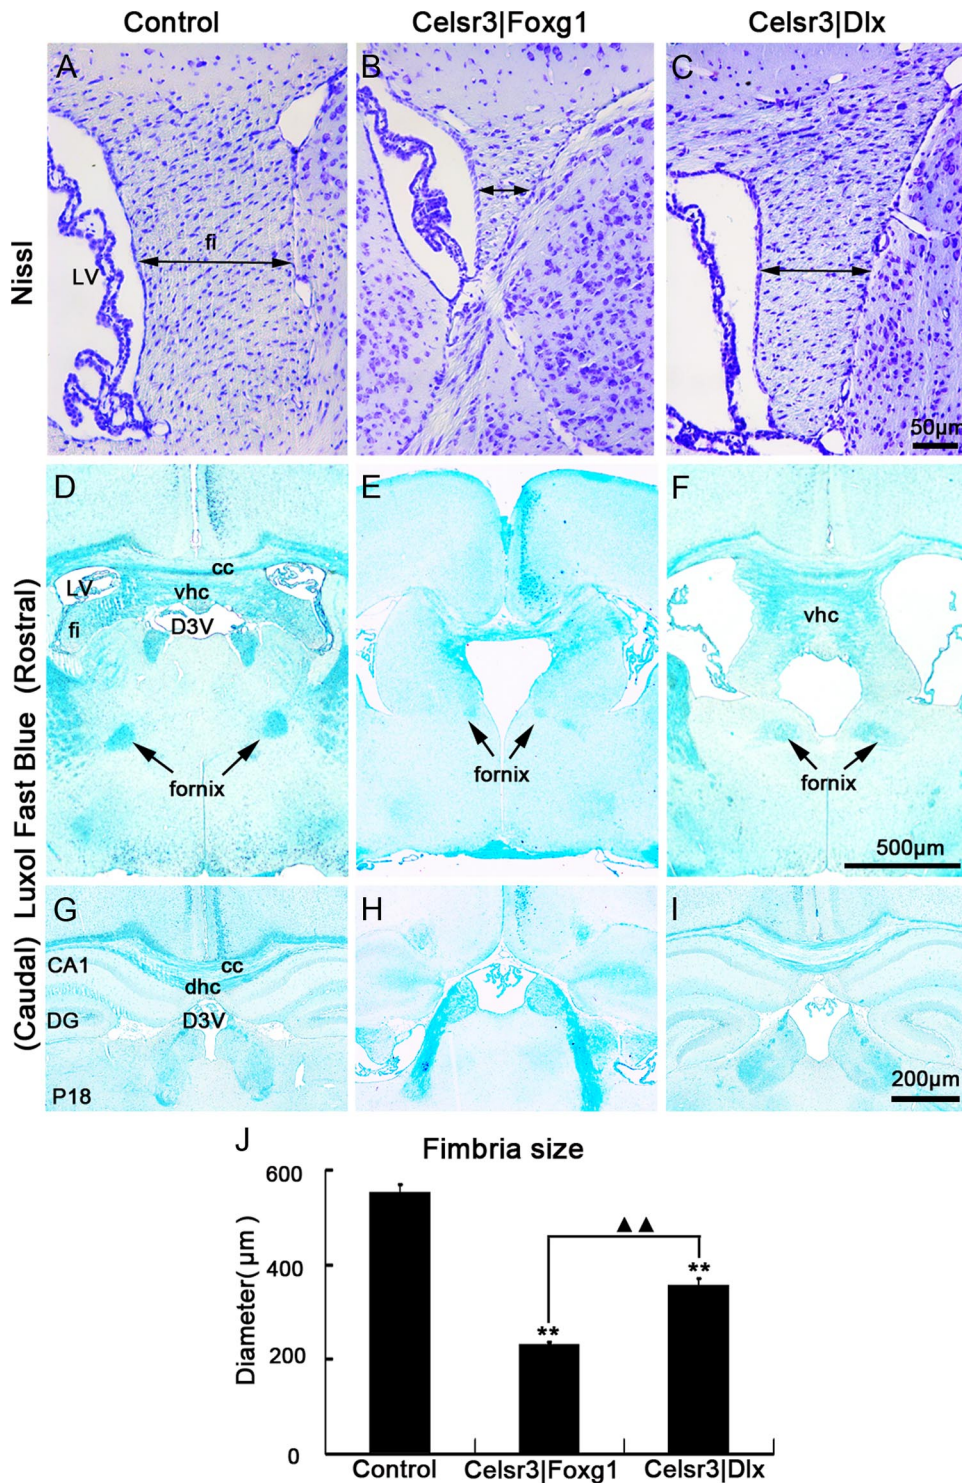 Control Celsr3|Foxg1 Celsr3|Dlx
Nissl
A
fi
LV
B
C
50μm
(Caudal) Luxol Fast Blue (Rostral)
D
cc
LV
vhc
fi
D3V
fornix
E
fornix
F
vhc
fornix
500μm
G
CA1
cc
dhc
DG
D3V
P18
H
I
200μm
J
Fimbria size
Diameter(μm)
600
400
200
0
**
▲▲
**
Control Celsr3|Foxg1 Celsr3|Dlx